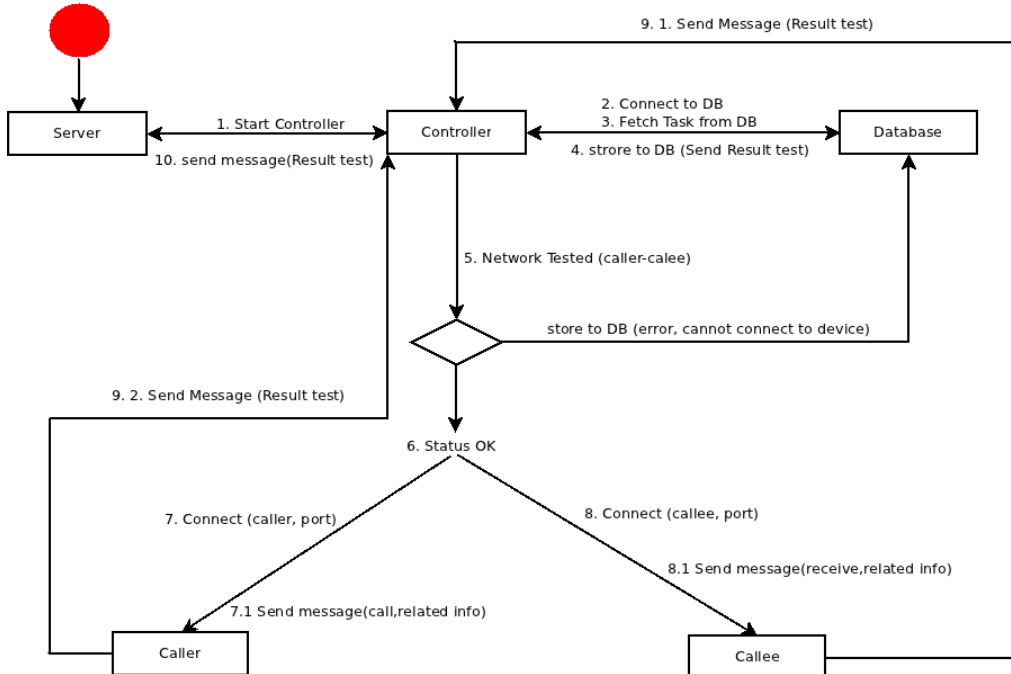 9. 1. Send Message (Result test)
Server
1. Start Controller
10. send message(Result test)
Controller
2. Connect to DB
3. Fetch Task from DB
4. strore to DB (Send Result test)
Database
5. Network Tested (caller-calee)
store to DB (error, cannot connect to device)
9. 2. Send Message (Result test)
6. Status OK
7. Connect (caller, port)
8. Connect (callee, port)
8.1 Send message(receive,related info)
7.1 Send message(call,related info)
Caller
Callee